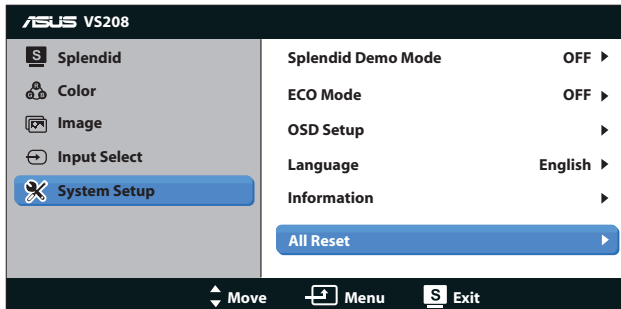 ASUS VS208
S Splendid
Color
Image
Input Select
System Setup
Splendid Demo Mode OFF
ECO Mode OFF
OSD Setup
Language English
Information
All Reset
Move Menu S Exit